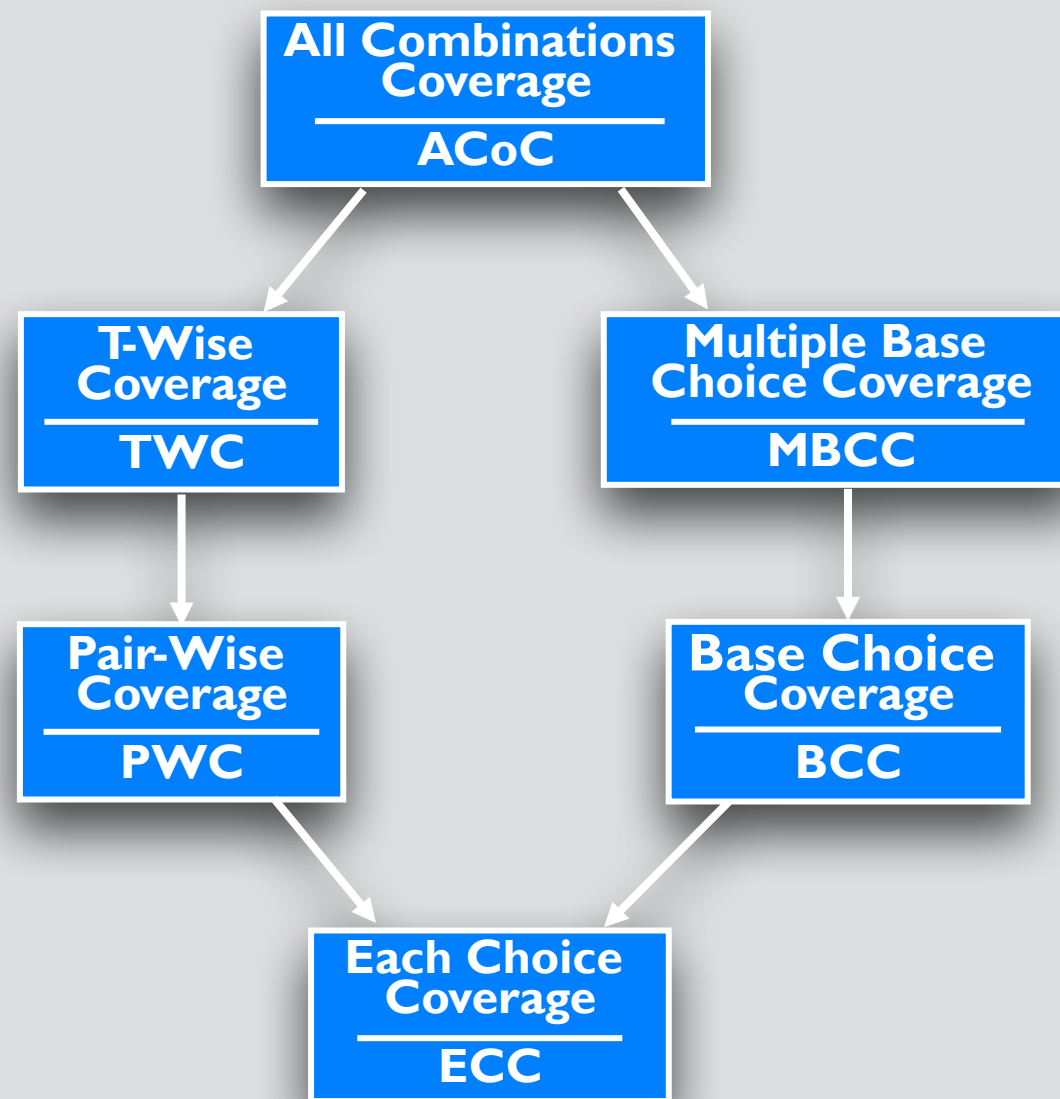 All Combinations
Coverage
ACoC
T-Wise
Coverage
TWC
Multiple Base
Choice Coverage
MBCC
Pair-Wise
Coverage
PWC
Base Choice
Coverage
BCC
Each Choice
Coverage
ECC